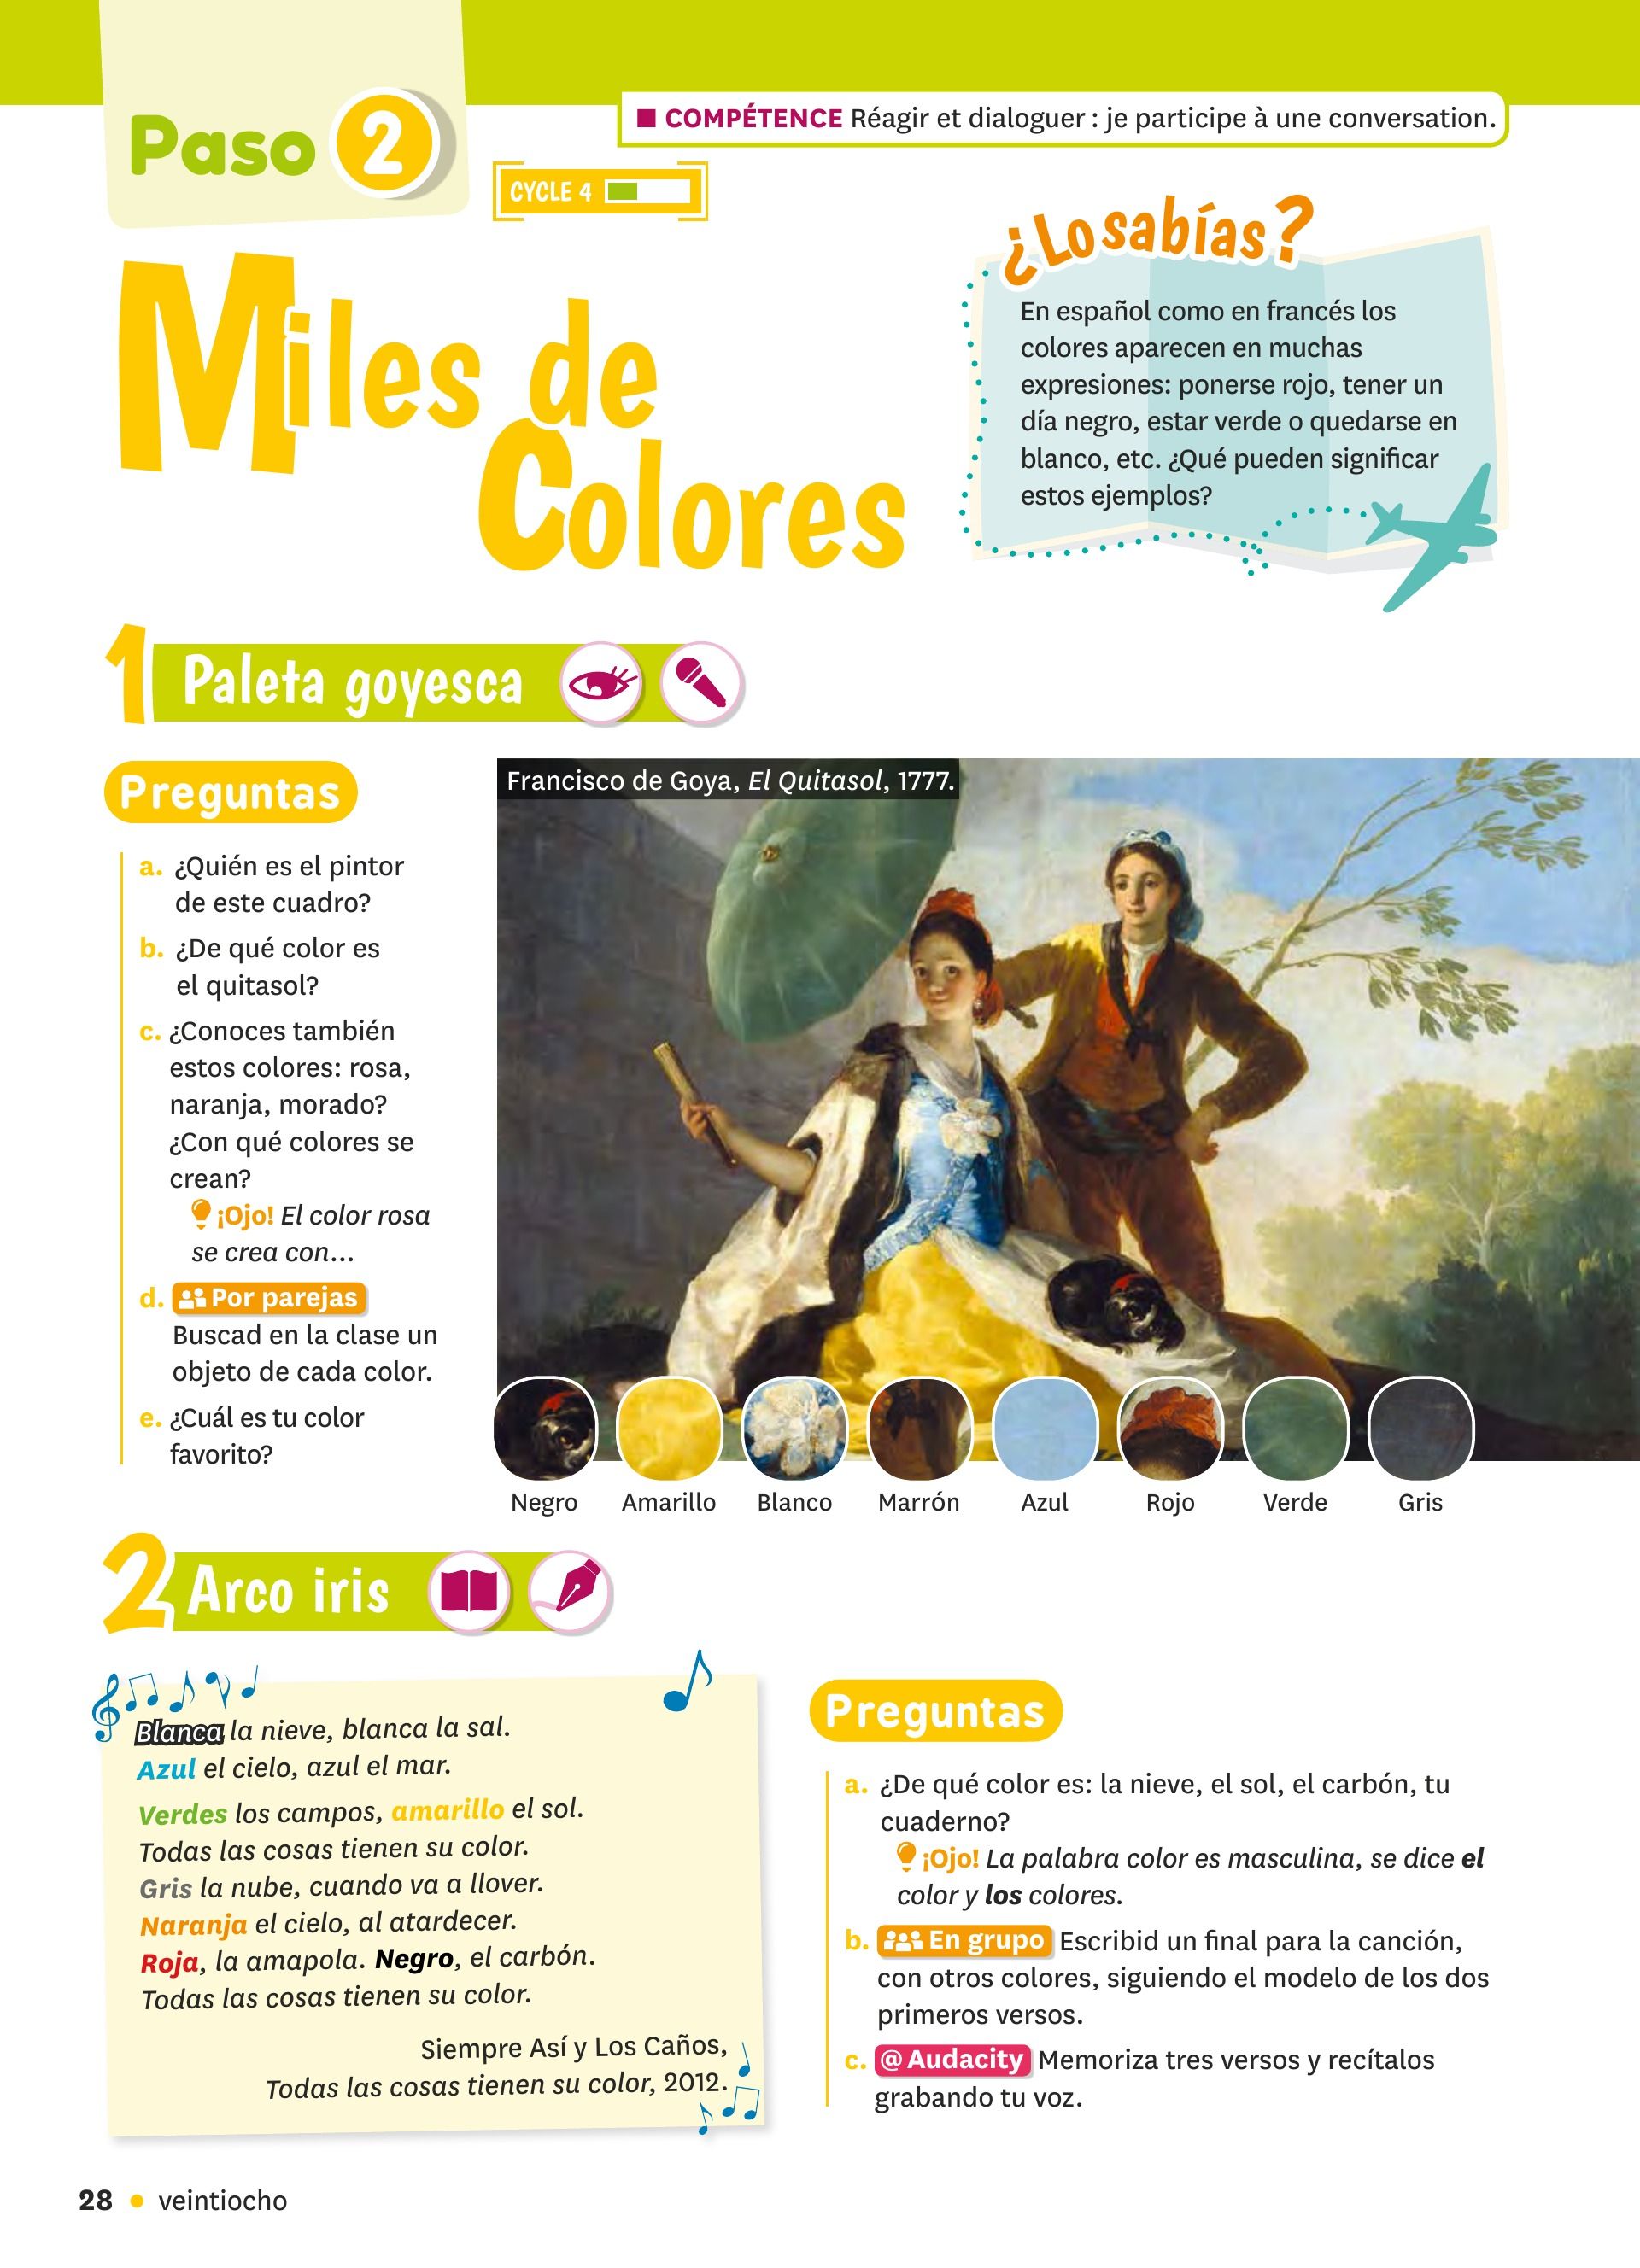 Paso 2
■ COMPÉTENCE Réagir et dialoguer : je participe à une conversation.
CYCLE 4
Miles de
Colores
¿Lo sabías?
En español como en francés los
colores aparecen en muchas
expresiones: ponerse rojo, tener un
día negro, estar verde o quedarse en
blanco, etc. ¿Qué pueden significar
estos ejemplos?
1 Paleta goyesca
Preguntas
a. ¿Quién es el pintor
de este cuadro?
b. ¿De qué color es
el quitasol?
c. ¿Conoces también
estos colores: rosa,
naranja, morado?
¿Con qué colores se
crean?
¡Ojo! El color rosa
se crea con...
d. Por parejas
Buscad en la clase un
objeto de cada color.
e. ¿Cuál es tu color
favorito?
Francisco de Goya, El Quitasol, 1777.
Negro Amarillo Blanco Marrón Azul Rojo Verde Gris
2 Arco iris
Blanca la nieve, blanca la sal.
Azul el cielo, azul el mar.
Verdes los campos, amarillo el sol.
Todas las cosas tienen su color.
Gris la nube, cuando va a llover.
Naranja el cielo, al atardecer.
Roja, la amapola. Negro, el carbón.
Todas las cosas tienen su color.
Siempre Así y Los Caños,
Todas las cosas tienen su color, 2012.
Preguntas
a. ¿De qué color es: la nieve, el sol, el carbón, tu
cuaderno?
¡Ojo! La palabra color es masculina, se dice el
color y los colores.
b. En grupo Escribid un final para la canción,
con otros colores, siguiendo el modelo de los dos
primeros versos.
c. @ Audacity Memoriza tres versos y recítalos
grabando tu voz.
28 • veintiocho